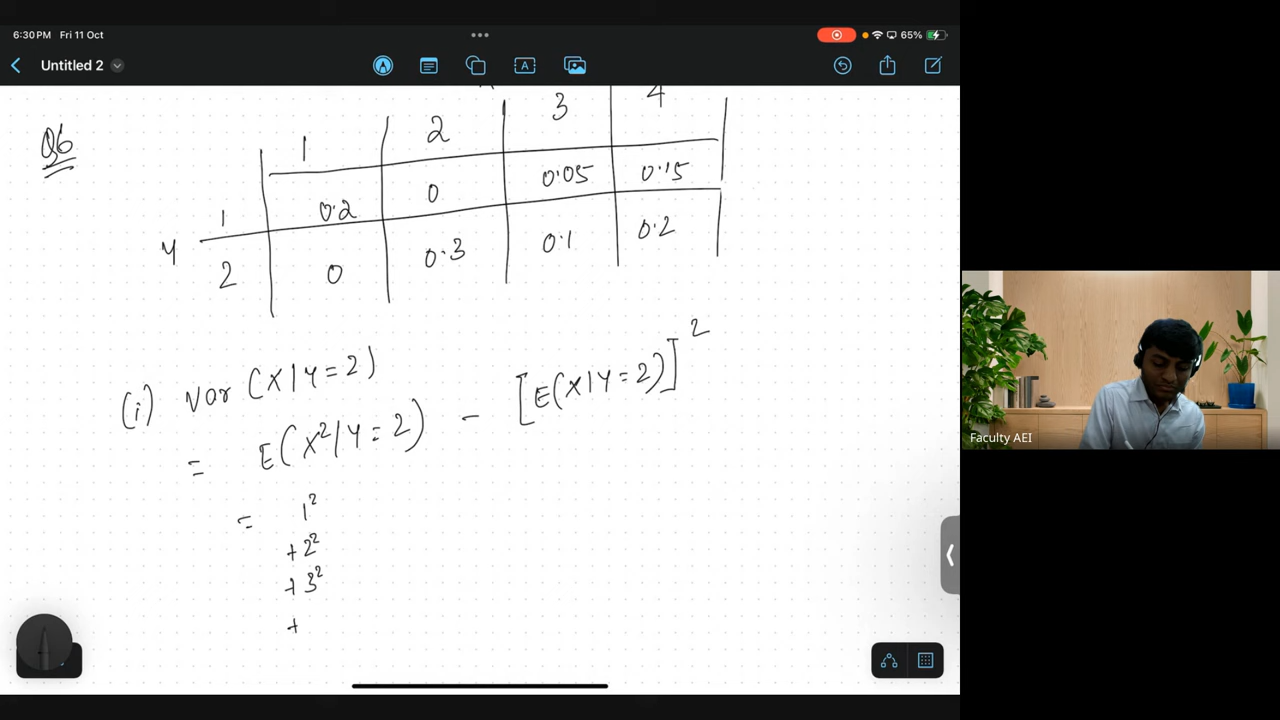 6:30 PM Fri 11 Oct
65%
Untitled 2
A
Q6
1 2 3 4
1 0.2 0 0.05 0.15
Y
2 0 0.3 0.1 0.2
(i) Var (X|Y=2)
= E(X²|Y=2) - [E(X|Y=2)]²
= 1²
+ 2²
+ 3²
+
Faculty AEI